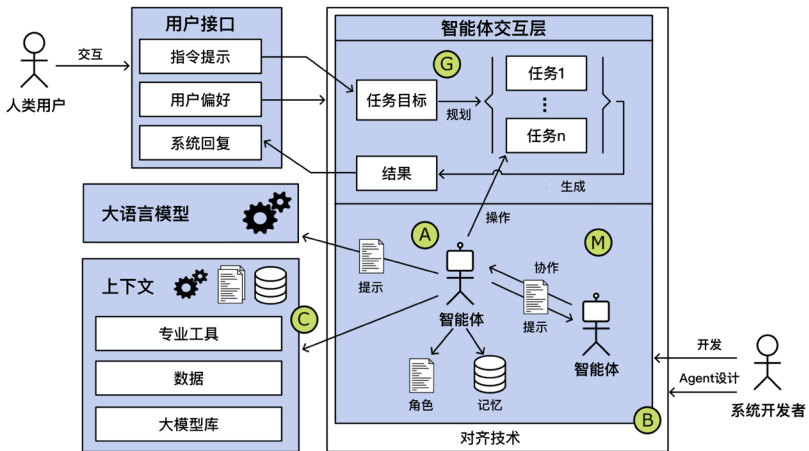 用户接口
指令提示
用户偏好
系统回复
交互
人类用户
智能体交互层
G
任务目标
规划
任务1
任务n
结果
生成
大语言模型
上下文
专业工具
数据
大模型库
C
A
M
操作
提示
智能体
协作
提示
智能体
角色
记忆
B
对齐技术
开发
Agent设计
系统开发者